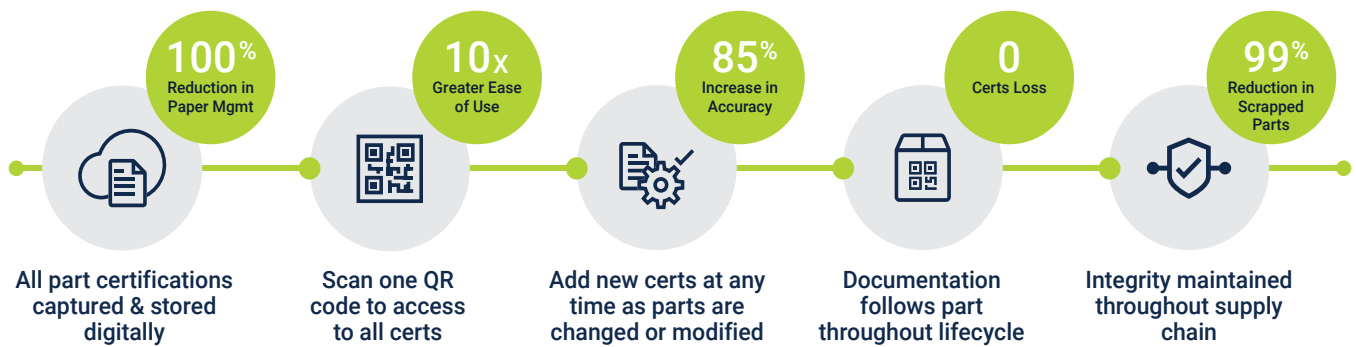 100%
Reduction in
Paper Mgmt
All part certifications
captured & stored
digitally
10x
Greater Ease
of Use
Scan one QR
code to access
to all certs
85%
Increase in
Accuracy
Add new certs at any
time as parts are
changed or modified
0
Certs Loss
Documentation
follows part
throughout lifecycle
99%
Reduction in
Scrapped
Parts
Integrity maintained
throughout supply
chain